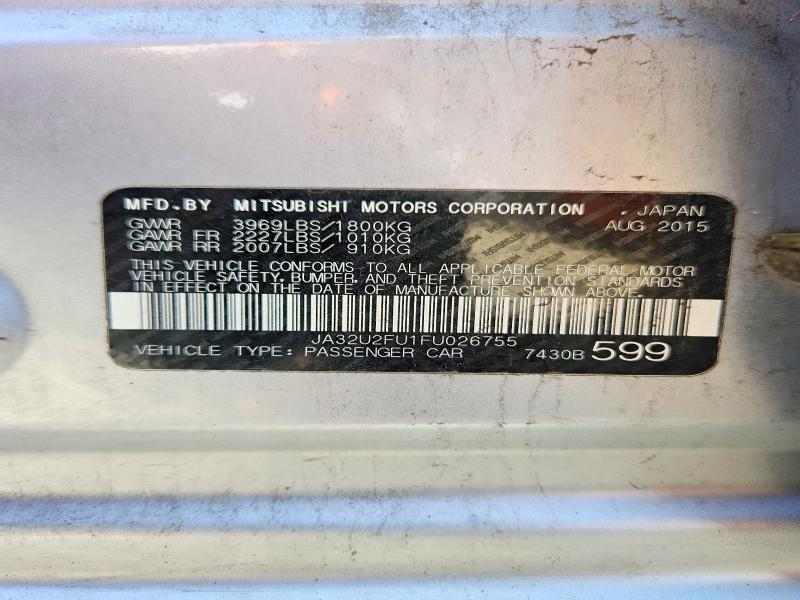 MFD.BY MITSUBISHI MOTORS CORPORATION . JAPAN
GVWR 3969LBS/1800KG AUG 2015
GAWR FR 2227LBS/1010KG
GAWR RR 2007LBS/ 910KG
THIS VEHICLE CONFORMS TO ALL APPLICABLE FEDERAL MOTOR
VEHICLE SAFETY BUMPER, AND THEFT PREVENTION STANDARDS
IN EFFECT ON THE DATE OF MANUFACTURE SHOWN ABOVE.
JA32U2FU1FU026755
VEHICLE TYPE: PASSENGER CAR 7430B 599